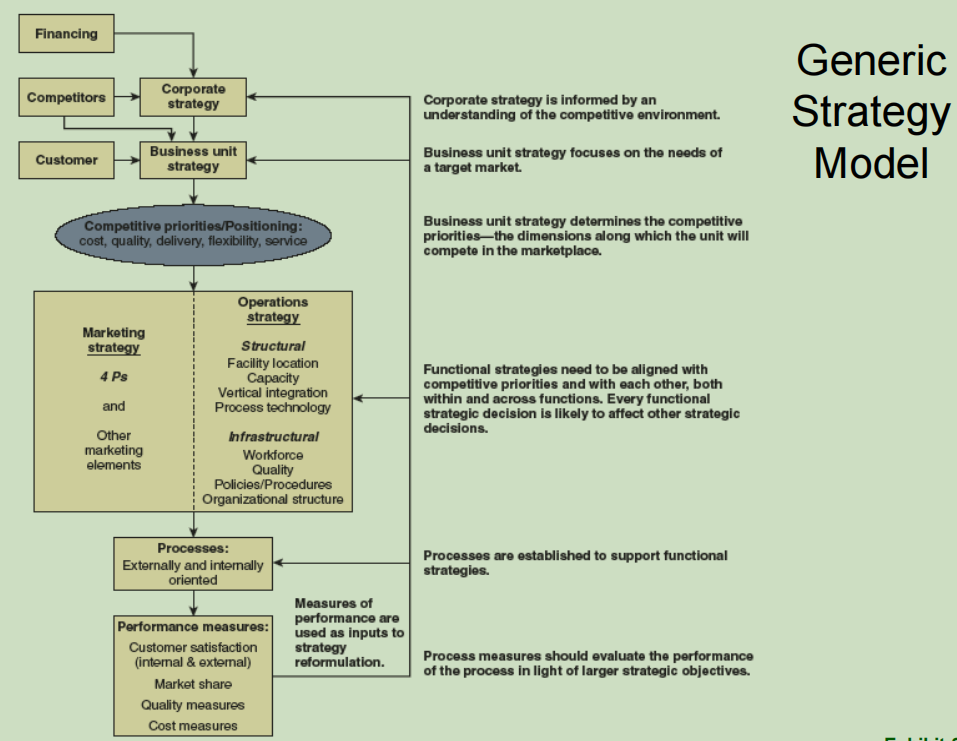 Generic
Strategy
Model
Financing
Competitors
Corporate
strategy
Customer
Business unit
strategy
Competitive priorities/Positioning:
cost, quality, delivery, flexibility, service
Marketing
strategy
4 Ps
and
Other
marketing
elements
Operations
strategy
Structural
Facility location
Capacity
Vertical integration
Process technology
Infrastructural
Workforce
Quality
Policies/Procedures
Organizational structure
Processes:
Externally and internally
oriented
Performance measures:
Customer satisfaction
(internal & external)
Market share
Quality measures
Cost measures
Measures of
performance are
used as inputs to
strategy
reformulation.
Corporate strategy is informed by an
understanding of the competitive environment.
Business unit strategy focuses on the needs of
a target market.
Business unit strategy determines the competitive
priorities—the dimensions along which the unit will
compete in the marketplace.
Functional strategies need to be aligned with
competitive priorities and with each other, both
within and across functions. Every functional
strategic decision is likely to affect other strategic
decisions.
Processes are established to support functional
strategies.
Process measures should evaluate the performance
of the process in light of larger strategic objectives.